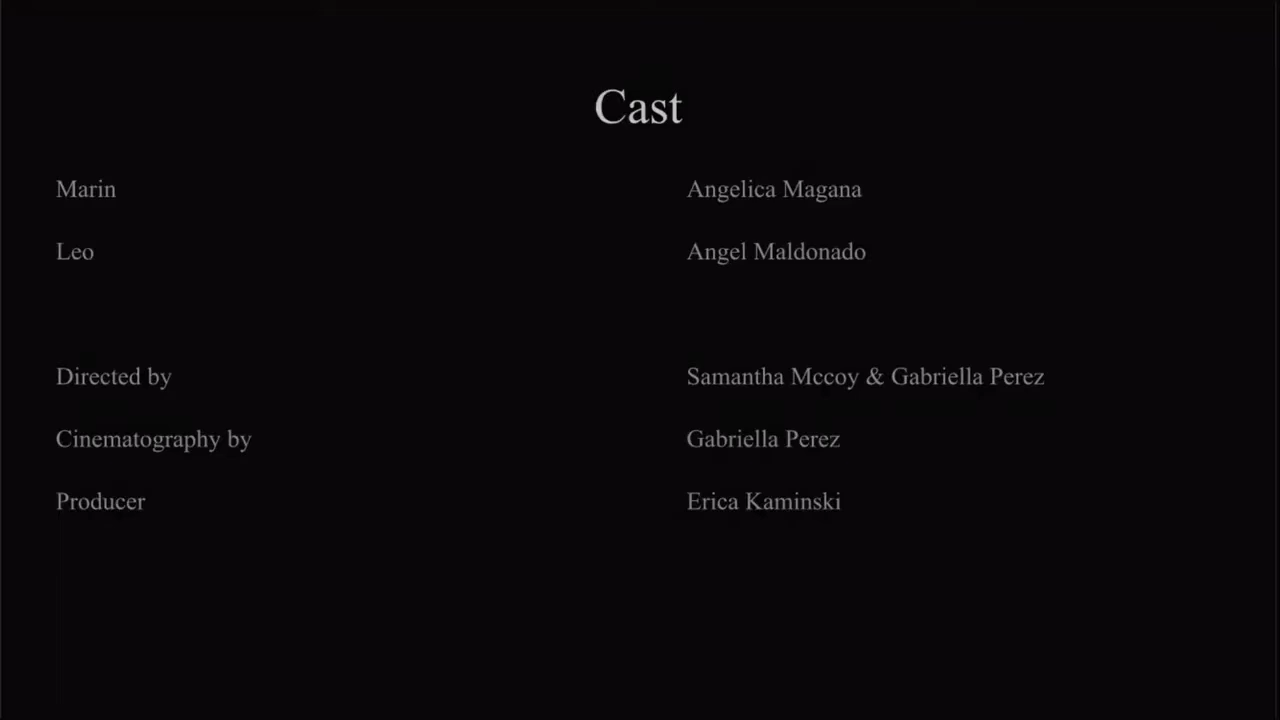 Cast
Marin Angelica Magana
Leo Angel Maldonado
Directed by Samantha Mccoy & Gabriella Perez
Cinematography by Gabriella Perez
Producer Erica Kaminski